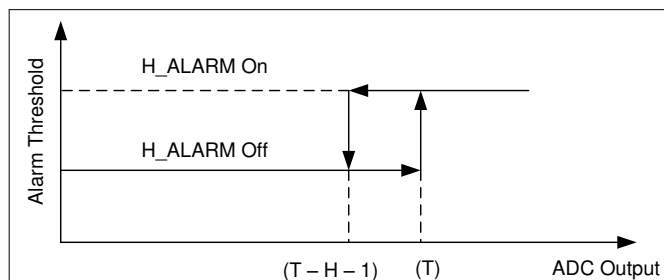 Alarm Threshold
H_ALARM On
H_ALARM Off
(T – H – 1)
(T)
ADC Output